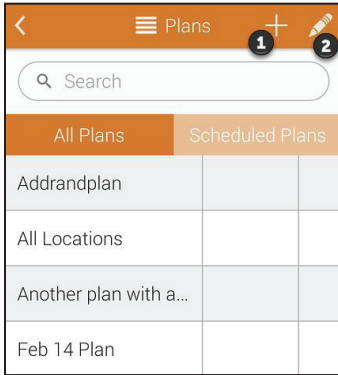 Plans
1
2
Search
All Plans Scheduled Plans
Addrandplan
All Locations
Another plan with a...
Feb 14 Plan